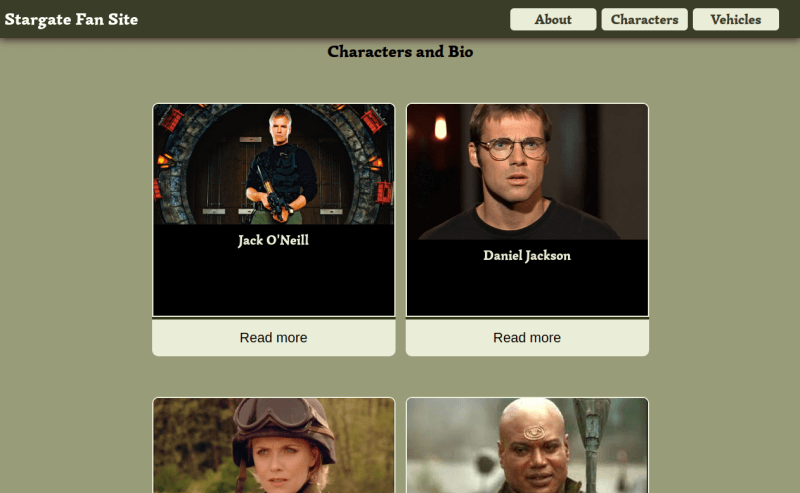 Stargate Fan Site
About
Characters
Vehicles
Characters and Bio
Jack O'Neill
Daniel Jackson
Read more
Read more